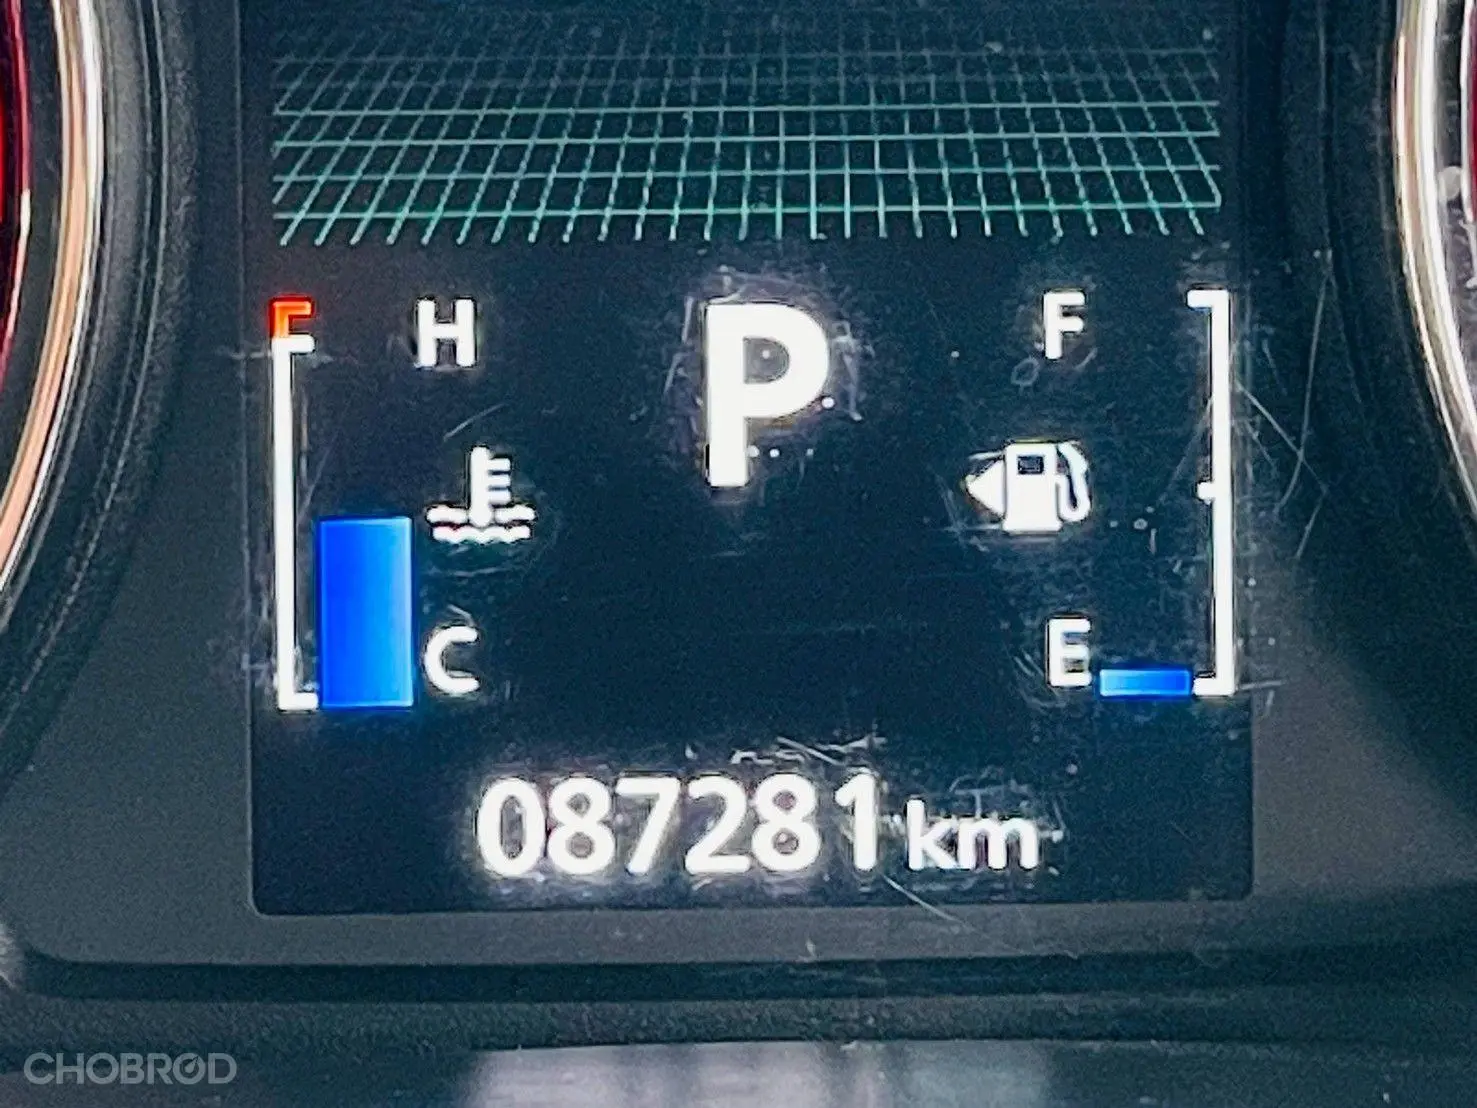 H P F
C E
087281 km
CHOBROD